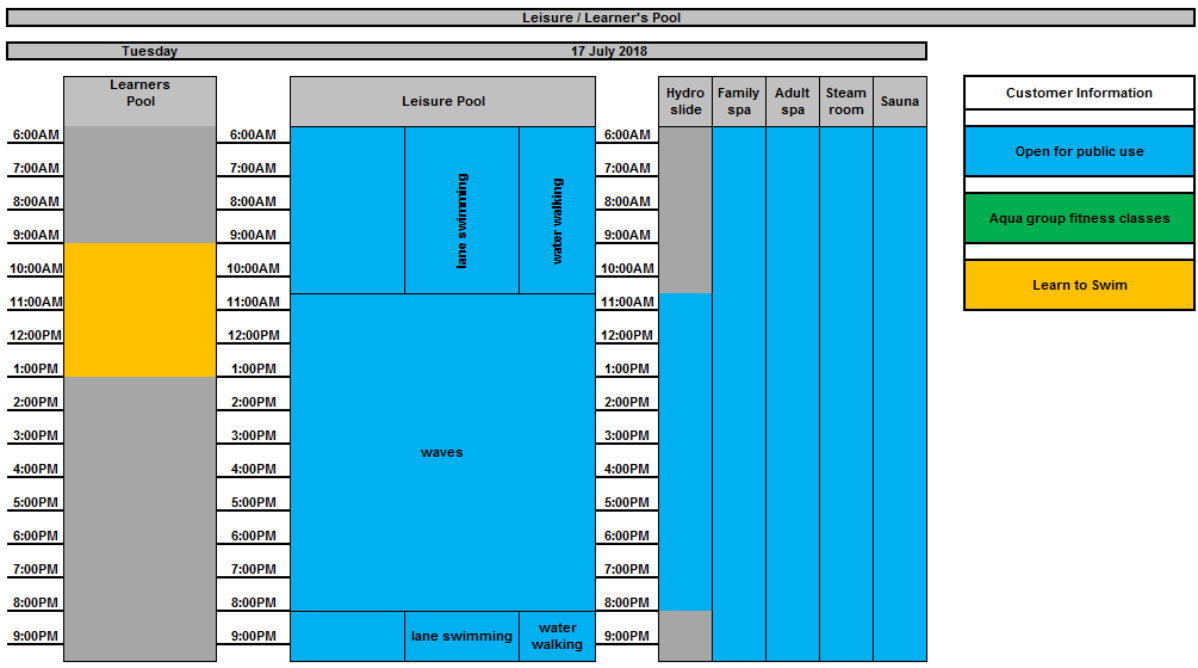 Leisure / Learner's Pool
Tuesday 17 July 2018
Learners
Pool
Leisure Pool
Hydro
slide
Family
spa
Adult
spa
Steam
room
Sauna
Customer Information
6:00AM 6:00AM 6:00AM
Open for public use
7:00AM 7:00AM 7:00AM
lane swimming
water walking
8:00AM 8:00AM 8:00AM
Aqua group fitness classes
9:00AM 9:00AM 9:00AM
10:00AM 10:00AM 10:00AM
Learn to Swim
11:00AM 11:00AM 11:00AM
12:00PM 12:00PM 12:00PM
1:00PM 1:00PM 1:00PM
2:00PM 2:00PM 2:00PM
3:00PM 3:00PM 3:00PM
waves
4:00PM 4:00PM 4:00PM
5:00PM 5:00PM 5:00PM
6:00PM 6:00PM 6:00PM
7:00PM 7:00PM 7:00PM
8:00PM 8:00PM 8:00PM
lane swimming
water
walking
9:00PM 9:00PM 9:00PM